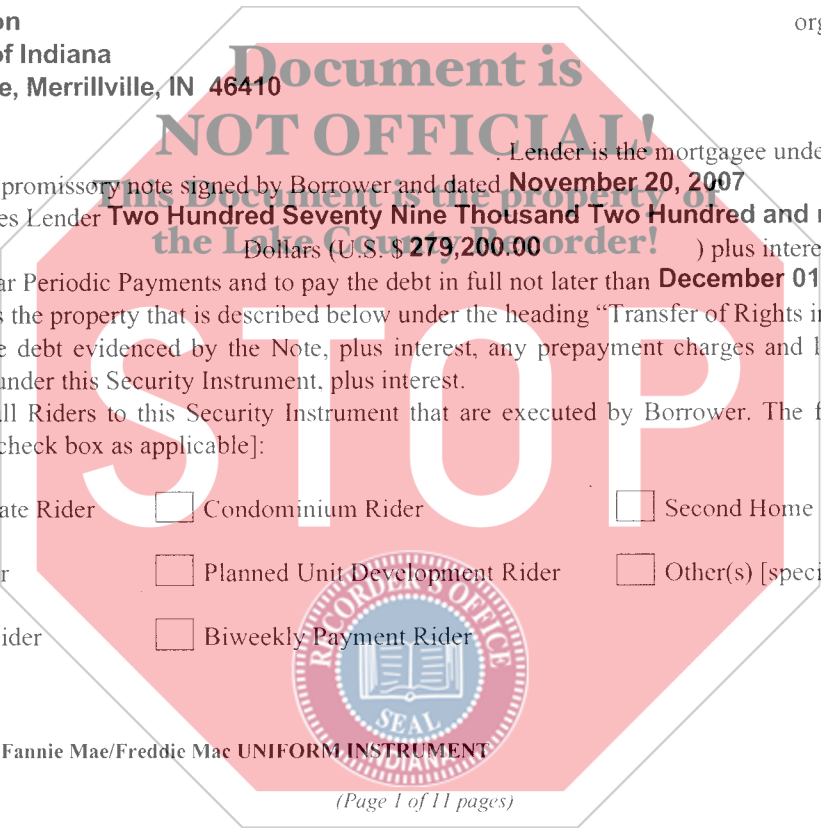 on org
of Indiana
e, Merrillville, IN 46410
Document is
NOT OFFICIAL!
. Lender is the mortgagee unde
promissory note signed by Borrower and dated November 20, 2007
This Document is the property of
es Lender Two Hundred Seventy Nine Thousand Two Hundred and
the Lake County Recorder!
Dollars (U.S. $ 279,200.00 ) plus intere
ar Periodic Payments and to pay the debt in full not later than December 01
s the property that is described below under the heading “Transfer of Rights in
e debt evidenced by the Note, plus interest, any prepayment charges and l
under this Security Instrument, plus interest.
all Riders to this Security Instrument that are executed by Borrower. The f
check box as applicable]:
STOP
ate Rider Condominium Rider Second Home
r Planned Unit Development Rider Other(s) [speci
ider Biweekly Payment Rider
RECORDER'S OFFICE
SEAL
INDIANA
Fannie Mae/Freddie Mac UNIFORM INSTRUMENT
(Page 1 of 11 pages)